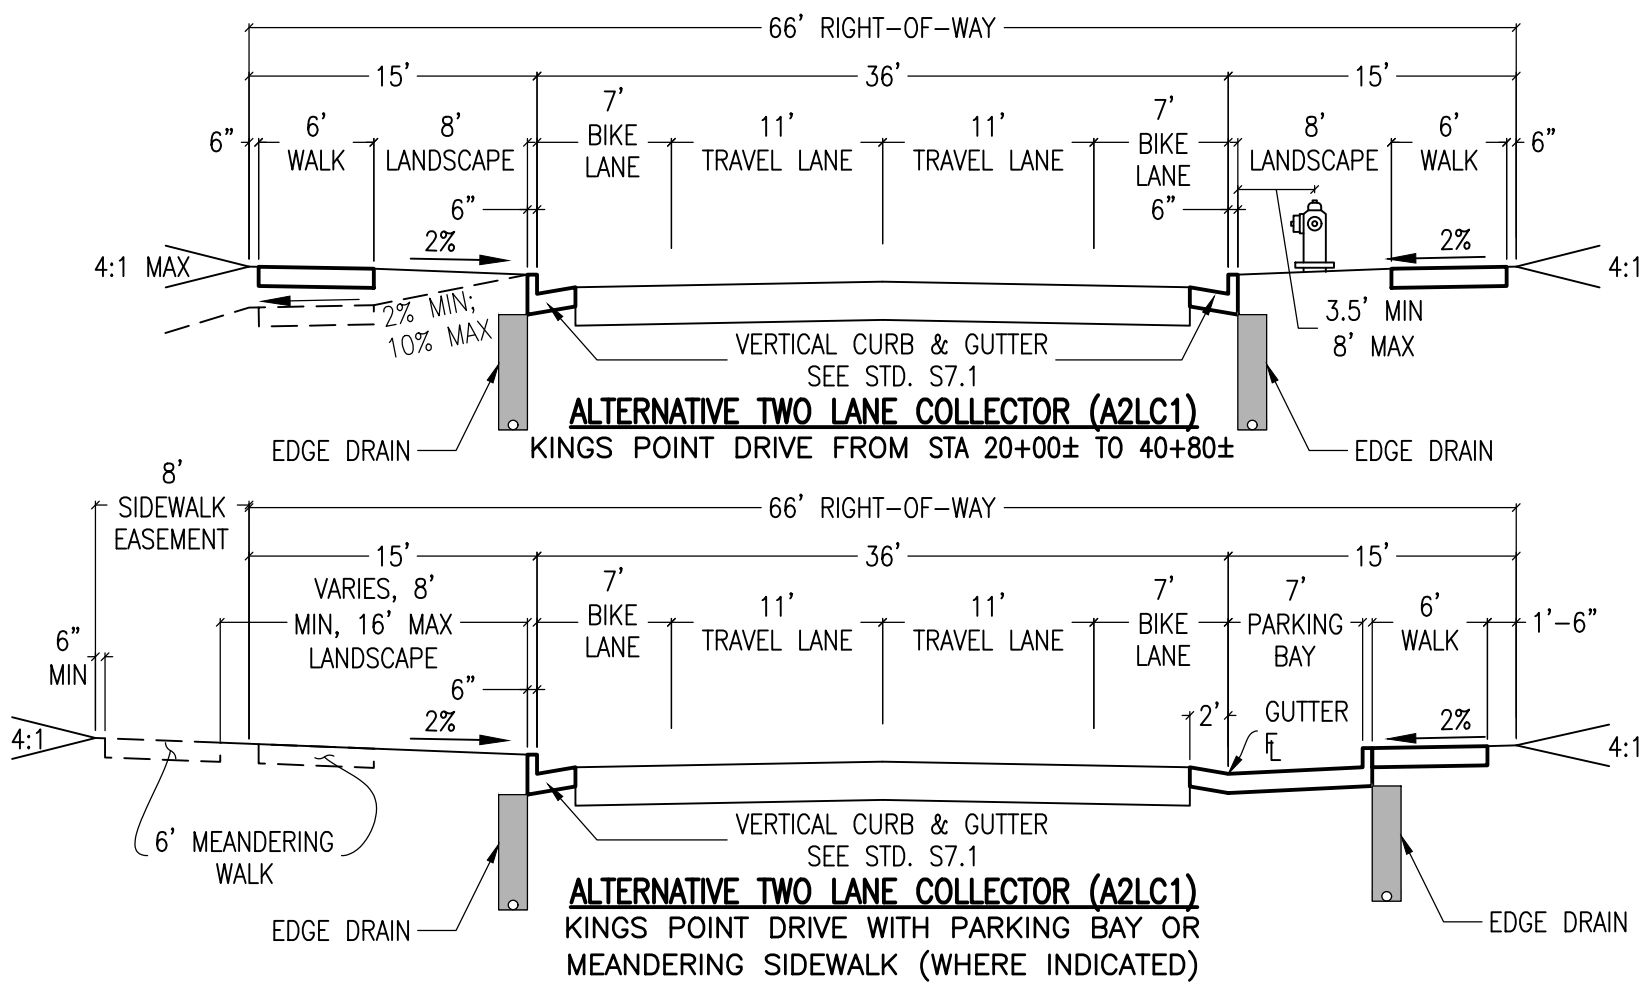 66' RIGHT-OF-WAY
15'
36'
15'
6"
6'
WALK
8'
LANDSCAPE
7'
BIKE
LANE
11'
TRAVEL LANE
11'
TRAVEL LANE
7'
BIKE
LANE
8'
LANDSCAPE
6'
WALK
6"
6"
6"
2%
2%
4:1 MAX
4:1
2% MIN;
10% MAX
3.5' MIN
8' MAX
VERTICAL CURB & GUTTER
SEE STD. S7.1
ALTERNATIVE TWO LANE COLLECTOR (A2LC1)
KINGS POINT DRIVE FROM STA 20+00± TO 40+80±
EDGE DRAIN
EDGE DRAIN
8'
SIDEWALK
EASEMENT
66' RIGHT-OF-WAY
15'
36'
15'
VARIES, 8'
MIN, 16' MAX
LANDSCAPE
7'
BIKE
LANE
11'
TRAVEL LANE
11'
TRAVEL LANE
7'
BIKE
LANE
7'
PARKING
BAY
6'
WALK
1'-6"
6"
MIN
6"
2%
2'
GUTTER
FL
2%
4:1
4:1
6' MEANDERING
WALK
VERTICAL CURB & GUTTER
SEE STD. S7.1
ALTERNATIVE TWO LANE COLLECTOR (A2LC1)
KINGS POINT DRIVE WITH PARKING BAY OR
MEANDERING SIDEWALK (WHERE INDICATED)
EDGE DRAIN
EDGE DRAIN